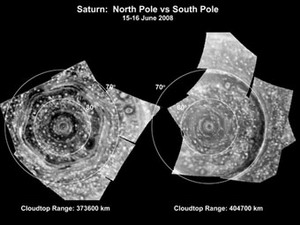 Saturn: North Pole vs South Pole
15-16 June 2008
70° 70°
80°
Cloudtop Range: 373600 km
Cloudtop Range: 404700 km